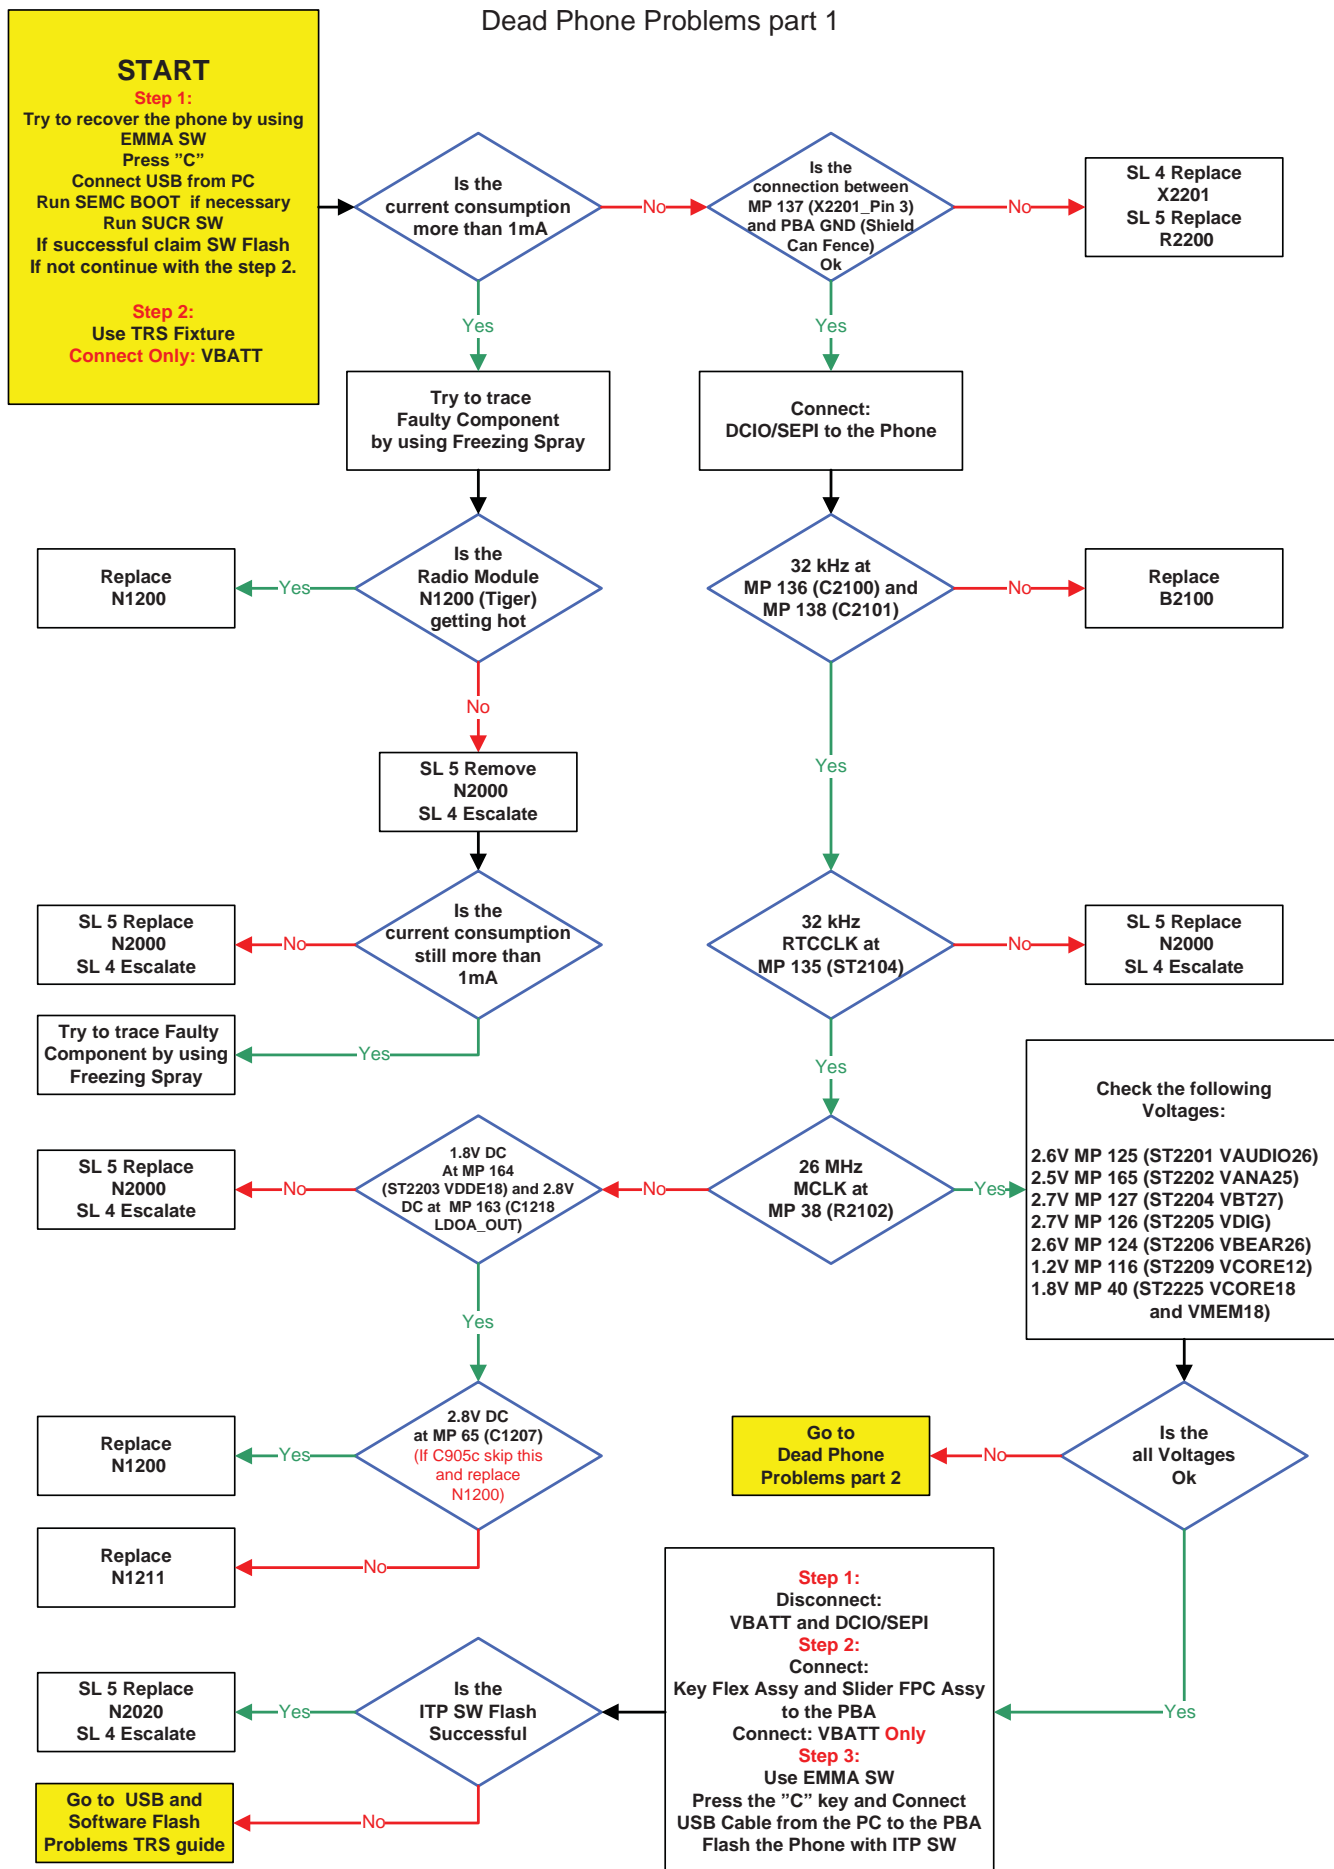 Dead Phone Problems part 1
START
Step 1:
Try to recover the phone by using
EMMA SW
Press ”C”
Connect USB from PC
Run SEMC BOOT  if necessary
Run SUCR SW
If successful claim SW Flash
If not continue with the step 2.
Step 2:
Use TRS Fixture
Connect Only: VBATT
Is the
current consumption
more than 1mA
No
Is the
connection between
MP 137 (X2201_Pin 3)
and PBA GND (Shield
Can Fence)
Ok
No
SL 4 Replace
X2201
SL 5 Replace
R2200
Yes
Yes
Try to trace
Faulty Component
by using Freezing Spray
Connect:
DCIO/SEPI to the Phone
Replace
N1200
Yes
Is the
Radio Module
N1200 (Tiger)
getting hot
32 kHz at
MP 136 (C2100) and
MP 138 (C2101)
No
Replace
B2100
No
Yes
SL 5 Remove
N2000
SL 4 Escalate
SL 5 Replace
N2000
SL 4 Escalate
No
Is the
current consumption
still more than
1mA
32 kHz
RTCCLK at
MP 135 (ST2104)
No
SL 5 Replace
N2000
SL 4 Escalate
Try to trace Faulty
Component by using
Freezing Spray
Yes
Yes
Check the following
Voltages:
2.6V MP 125 (ST2201 VAUDIO26)
2.5V MP 165 (ST2202 VANA25)
2.7V MP 127 (ST2204 VBT27)
2.7V MP 126 (ST2205 VDIG)
2.6V MP 124 (ST2206 VBEAR26)
1.2V MP 116 (ST2209 VCORE12)
1.8V MP 40 (ST2225 VCORE18
and VMEM18)
SL 5 Replace
N2000
SL 4 Escalate
No
1.8V DC
At MP 164
(ST2203 VDDE18) and 2.8V
DC at  MP 163 (C1218
LDOA_OUT)
No
26 MHz
MCLK at
MP 38 (R2102)
Yes
Yes
Replace
N1200
Yes
2.8V DC
at MP 65 (C1207)
(If C905c skip this
and replace
N1200)
Go to
Dead Phone
Problems part 2
No
Is the
all Voltages
Ok
Replace
N1211
No
Step 1:
Disconnect:
VBATT and DCIO/SEPI
Step 2:
Connect:
Key Flex Assy and Slider FPC Assy
to the PBA
Connect: VBATT Only
Step 3:
Use EMMA SW
Press the ”C” key and Connect
USB Cable from the PC to the PBA
Flash the Phone with ITP SW
Yes
SL 5 Replace
N2020
SL 4 Escalate
Yes
Is the
ITP SW Flash
Successful
Go to  USB and
Software Flash
Problems TRS guide
No